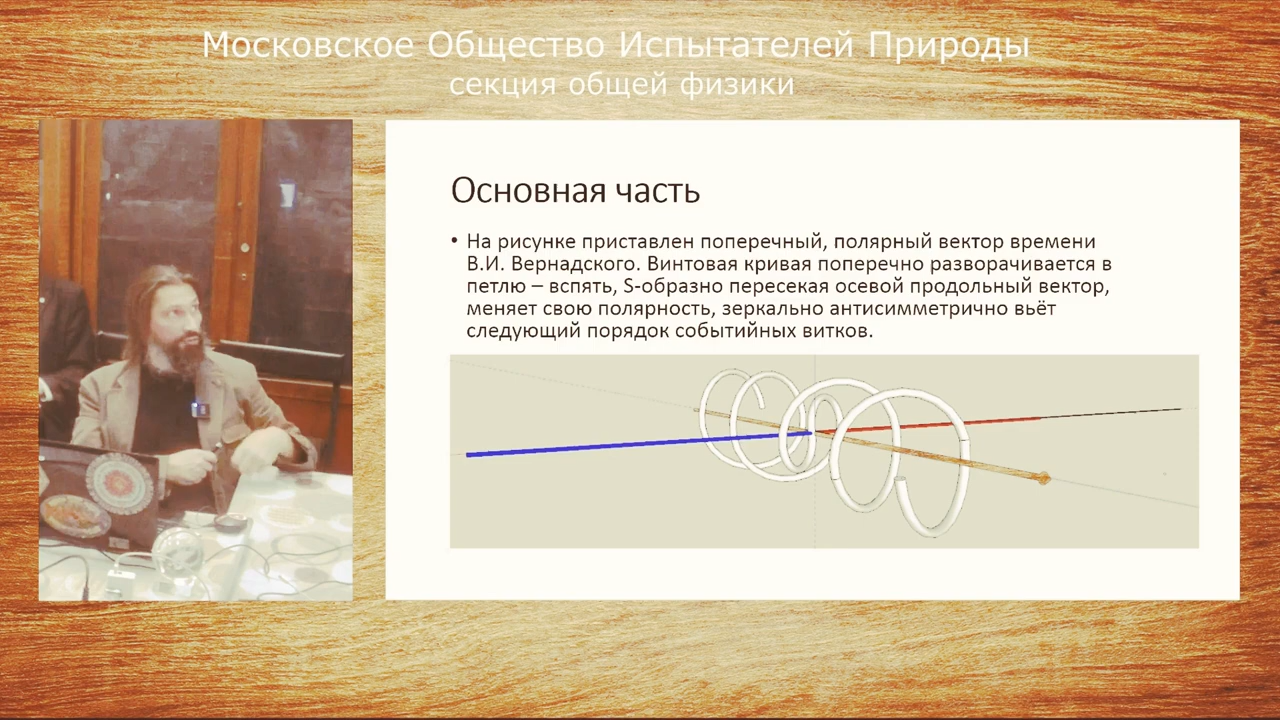 Московское Общество Испытателей Природы
секция общей физики
Основная часть
• На рисунке приставлен поперечный, полярный вектор времени
В.И. Вернадского. Винтовая кривая поперечно разворачивается в
петлю – вспять, S-образно пересекая осевой продольный вектор,
меняет свою полярность, зеркально антисимметрично вьёт
следующий порядок событийных витков.